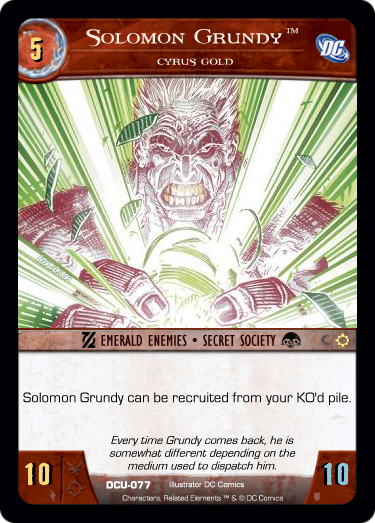 5
SOLOMON GRUNDY™
CYRUS GOLD
DC
EMERALD ENEMIES • SECRET SOCIETY
Solomon Grundy can be recruited from your KO'd pile.
Every time Grundy comes back, he is
somewhat different depending on the
medium used to dispatch him.
10
DCU-077 Illustrator DC Comics
Characters, Related Elements ™ & © DC Comics
10